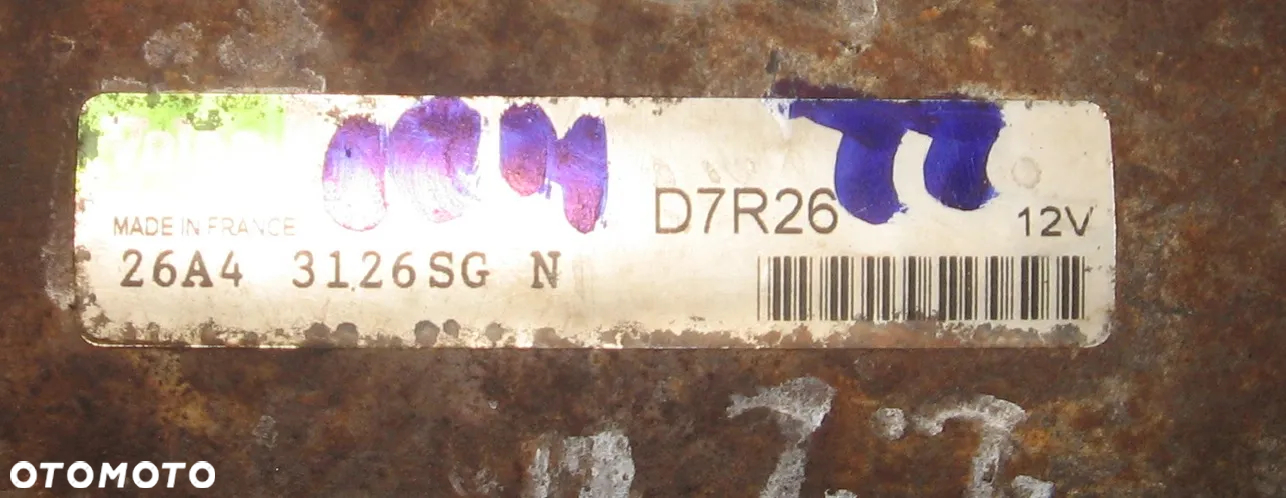 D7R26
MADE IN FRANCE
12V
26A4 3126SG N
OTOMOTO